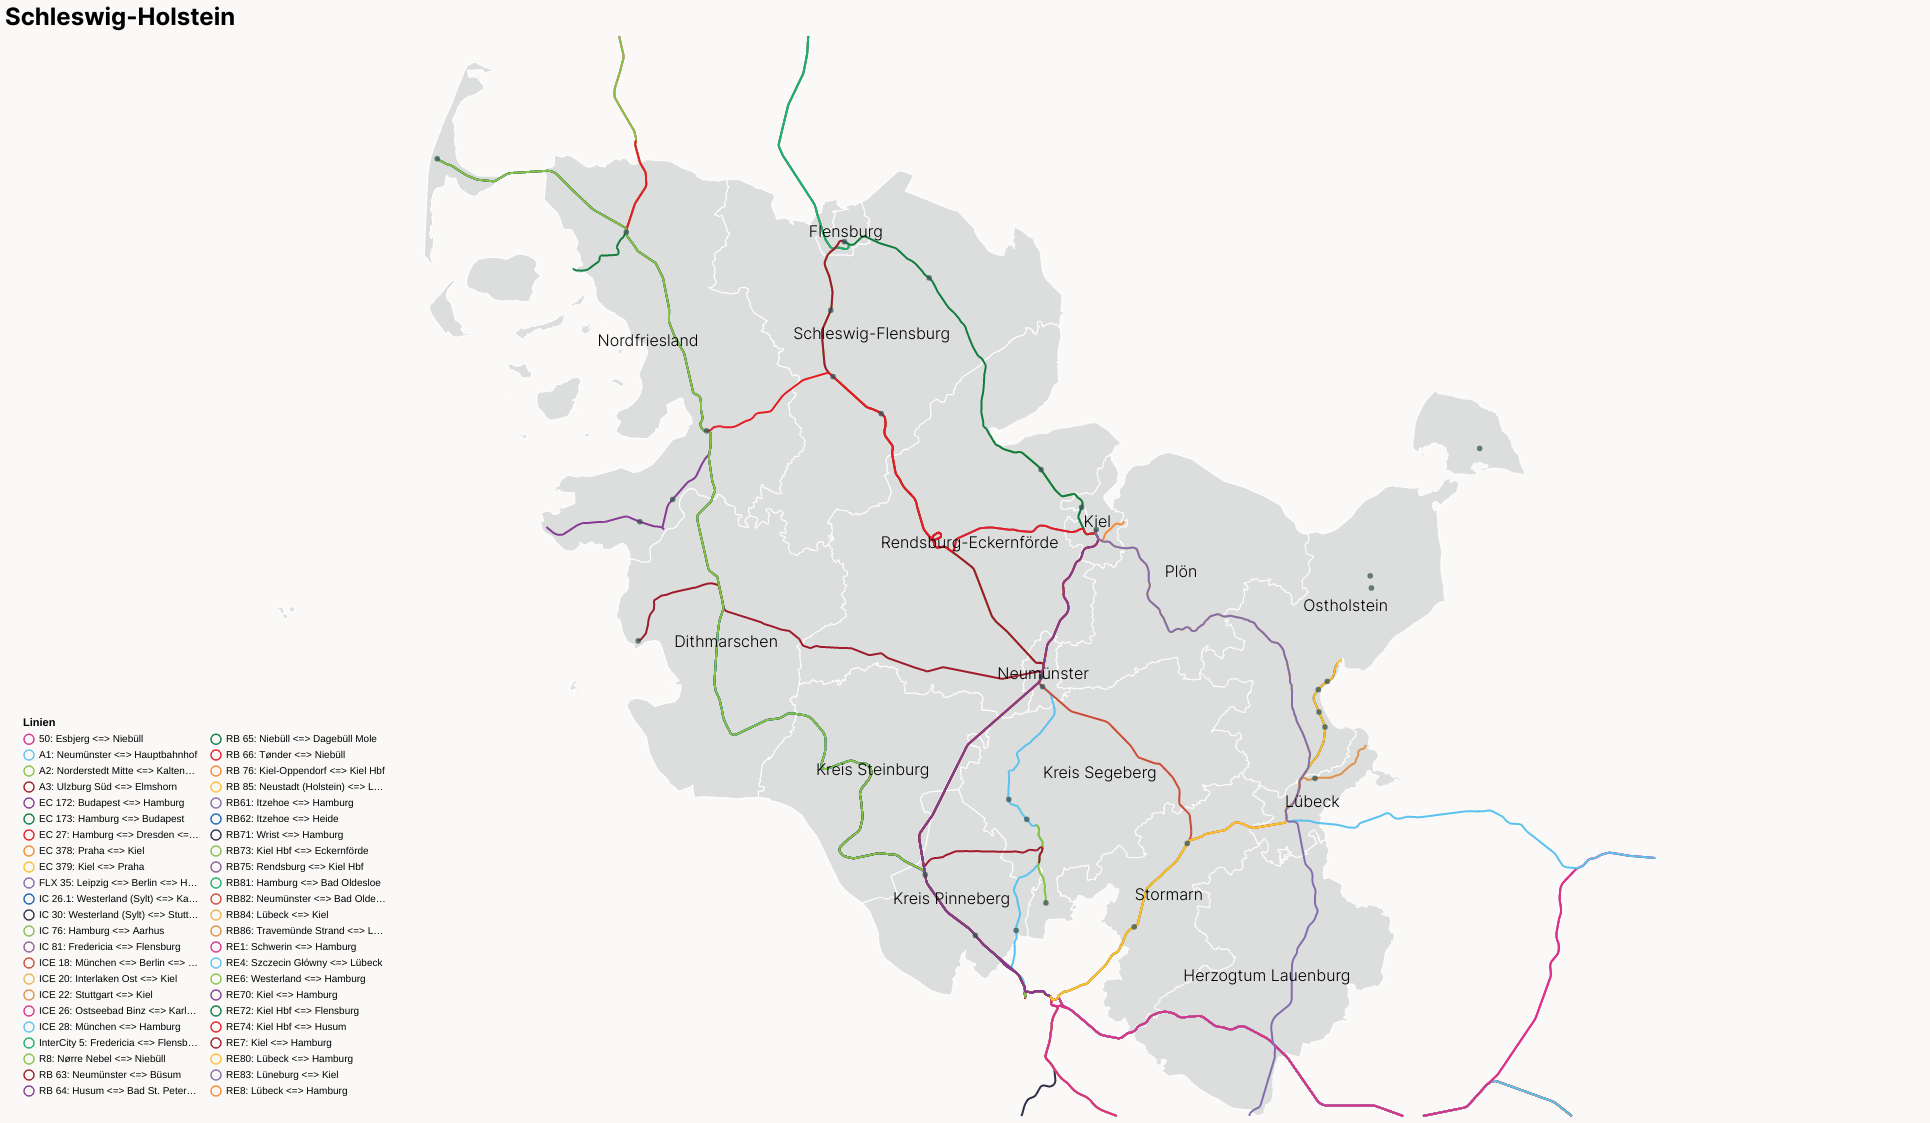 Schleswig-Holstein
Flensburg
Schleswig-Flensburg
Nordfriesland
Kiel
Rendsburg-Eckernförde
Plön
Ostholstein
Dithmarschen
Neumünster
Kreis Steinburg
Kreis Segeberg
Lübeck
Kreis Pinneberg
Stormarn
Herzogtum Lauenburg
Linien
50: Esbjerg <=> Niebüll
A1: Neumünster <=> Hauptbahnhof
A2: Norderstedt Mitte <=> Kalten…
A3: Ulzburg Süd <=> Elmshorn
EC 172: Budapest <=> Hamburg
EC 173: Hamburg <=> Budapest
EC 27: Hamburg <=> Dresden <=…
EC 378: Praha <=> Kiel
EC 379: Kiel <=> Praha
FLX 35: Leipzig <=> Berlin <=> H…
IC 26.1: Westerland (Sylt) <=> Ka…
IC 30: Westerland (Sylt) <=> Stutt…
IC 76: Hamburg <=> Aarhus
IC 81: Fredericia <=> Flensburg
ICE 18: München <=> Berlin <=> …
ICE 20: Interlaken Ost <=> Kiel
ICE 22: Stuttgart <=> Kiel
ICE 26: Ostseebad Binz <=> Karl…
ICE 28: München <=> Hamburg
InterCity 5: Fredericia <=> Flensb…
R8: Nørre Nebel <=> Niebüll
RB 63: Neumünster <=> Büsum
RB 64: Husum <=> Bad St. Peter…
RB 65: Niebüll <=> Dagebüll Mole
RB 66: Tønder <=> Niebüll
RB 76: Kiel-Oppendorf <=> Kiel Hbf
RB 85: Neustadt (Holstein) <=> L…
RB61: Itzehoe <=> Hamburg
RB62: Itzehoe <=> Heide
RB71: Wrist <=> Hamburg
RB73: Kiel Hbf <=> Eckernförde
RB75: Rendsburg <=> Kiel Hbf
RB81: Hamburg <=> Bad Oldesloe
RB82: Neumünster <=> Bad Olde…
RB84: Lübeck <=> Kiel
RB86: Travemünde Strand <=> L…
RE1: Schwerin <=> Hamburg
RE4: Szczecin Główny <=> Lübeck
RE6: Westerland <=> Hamburg
RE70: Kiel <=> Hamburg
RE72: Kiel Hbf <=> Flensburg
RE74: Kiel Hbf <=> Husum
RE7: Kiel <=> Hamburg
RE80: Lübeck <=> Hamburg
RE83: Lüneburg <=> Kiel
RE8: Lübeck <=> Hamburg